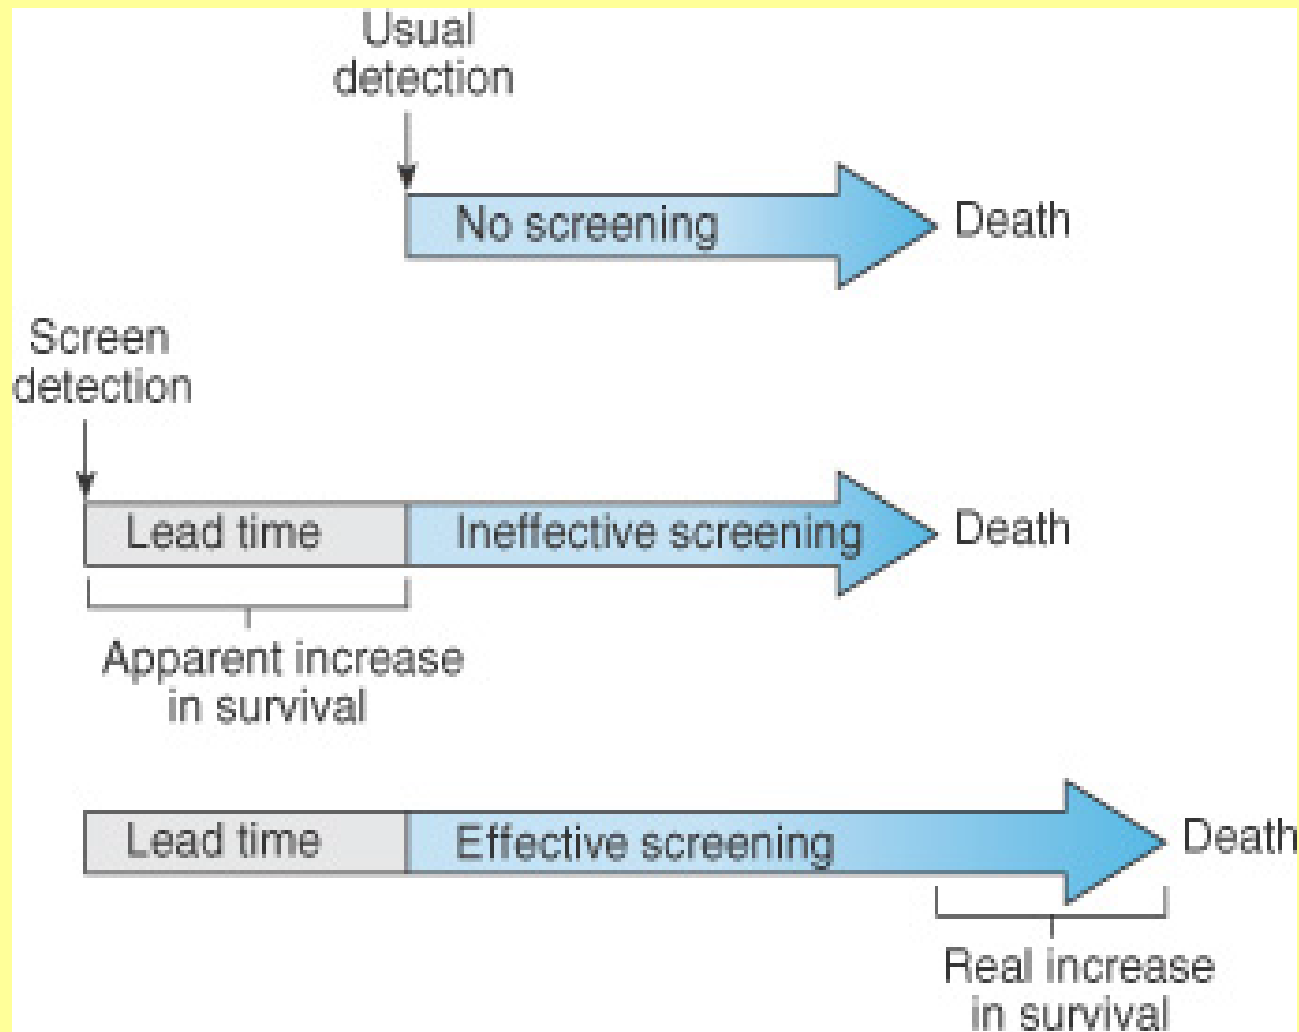 Usual
detection
No screening
Death
Screen
detection
Lead time
Ineffective screening
Death
Apparent increase
in survival
Lead time
Effective screening
Death
Real increase
in survival